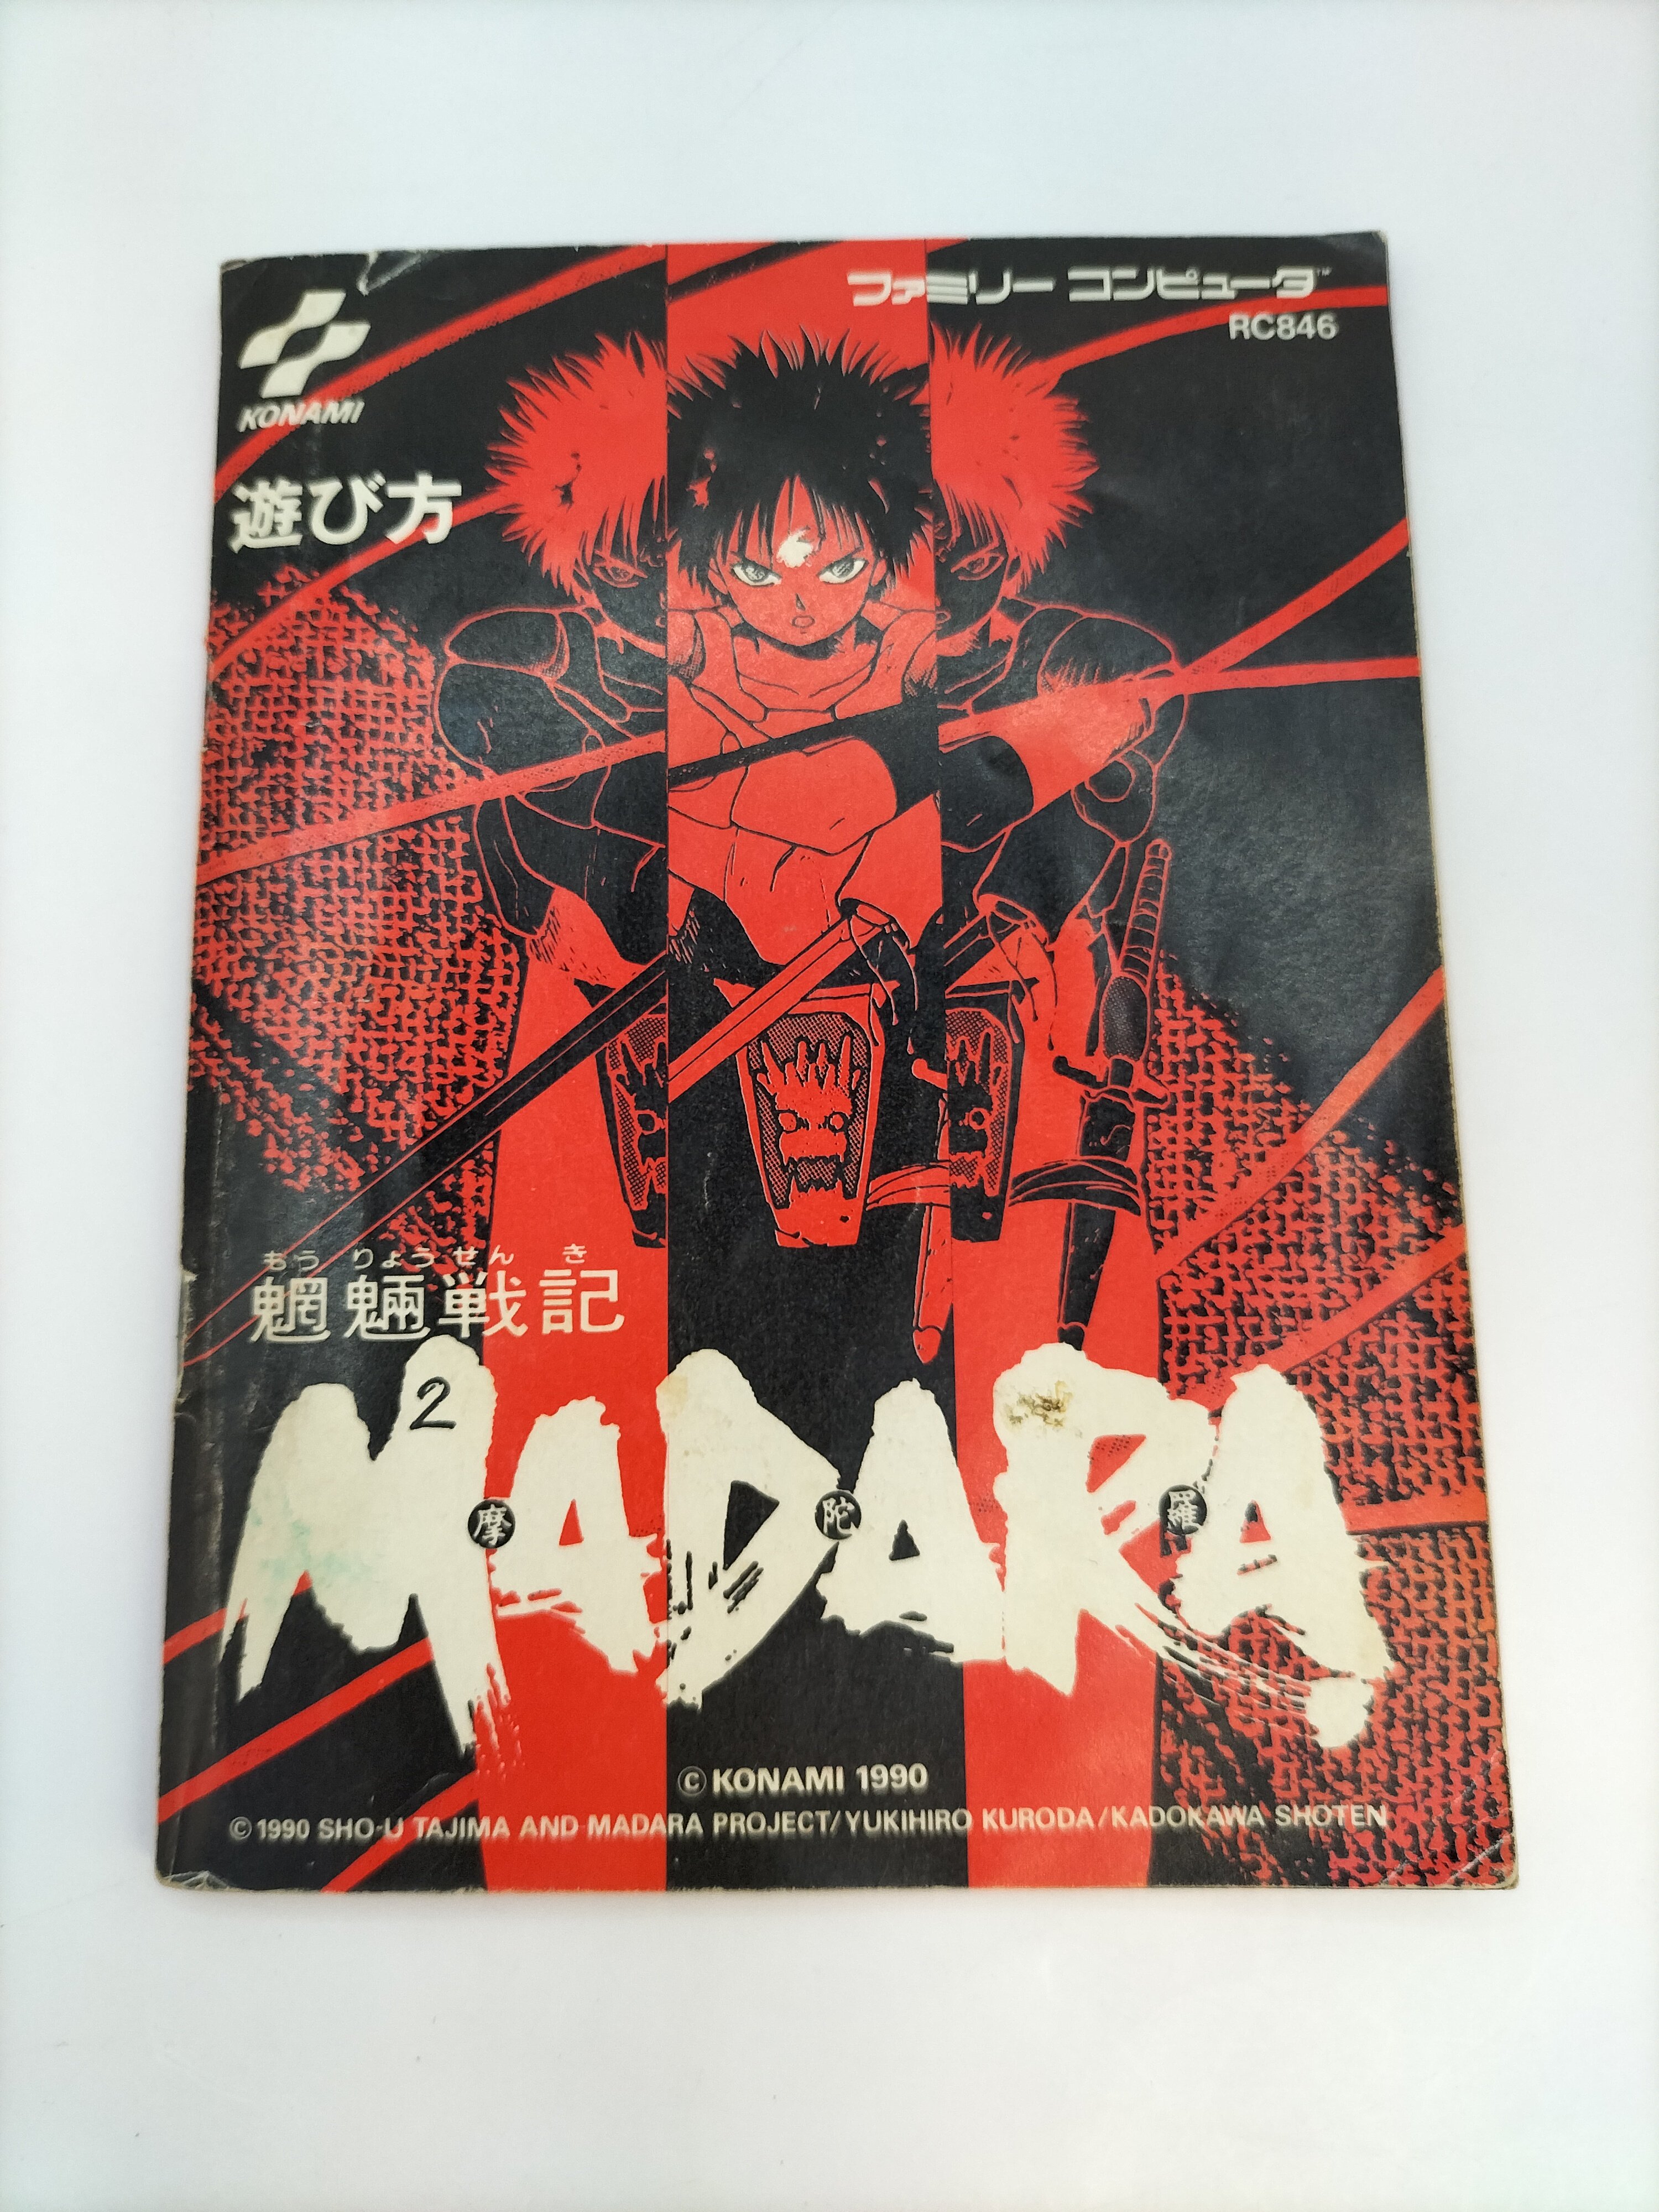 ファミリー コンピュータ™
RC846
KONAMI
遊び方
もうりょうせんき
魍魎戦記
2
MADARA
摩陀羅
©KONAMI 1990
©1990 SHO-U TAJIMA AND MADARA PROJECT/YUKIHIRO KURODA/KADOKAWA SHOTEN